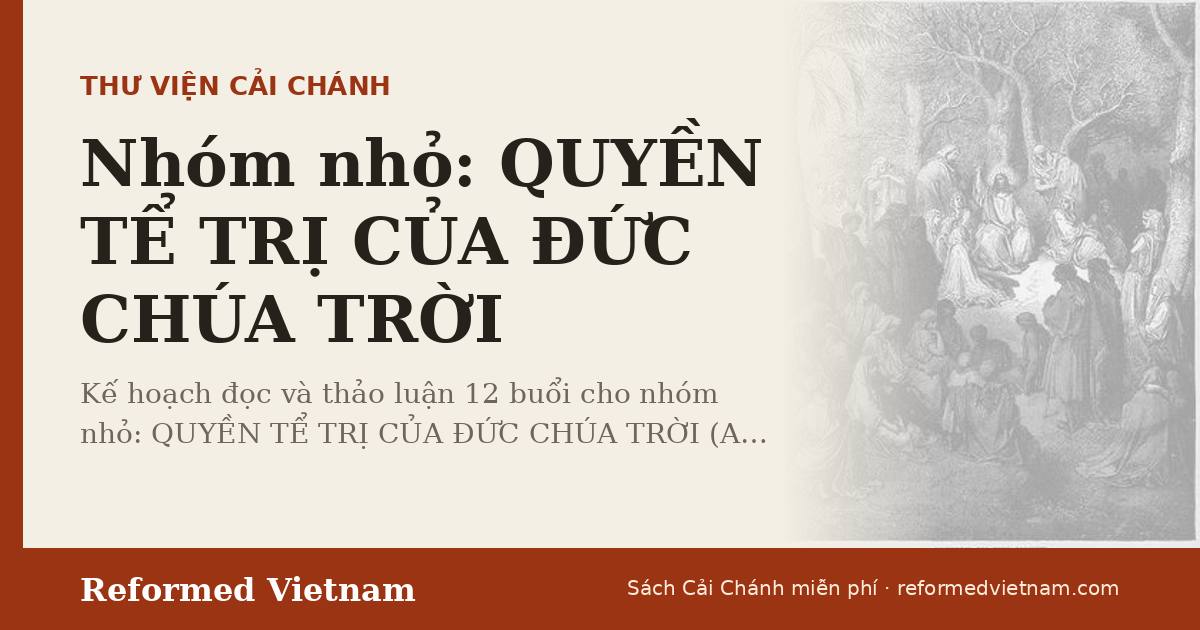 THƯ VIỆN CẢI CHÁNH
Nhóm nhỏ: QUYỀN
TỂ TRỊ CỦA ĐỨC
CHÚA TRỜI
Kế hoạch đọc và thảo luận 12 buổi cho nhóm
nhỏ: QUYỀN TỂ TRỊ CỦA ĐỨC CHÚA TRỜI (A...
Reformed Vietnam
Sách Cải Chánh miễn phí · reformedvietnam.com